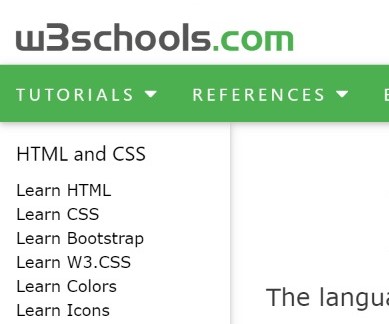 w3schools.com
TUTORIALS REFERENCES
HTML and CSS
Learn HTML
Learn CSS
Learn Bootstrap
Learn W3.CSS
Learn Colors
Learn Icons
The